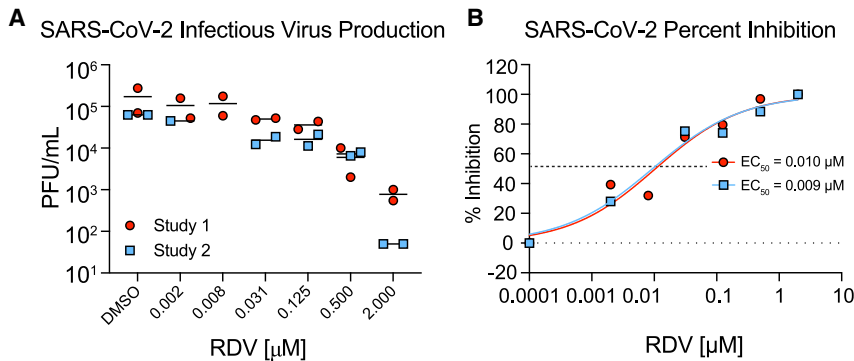 A
SARS-CoV-2 Infectious Virus Production
PFU/mL
10⁶
10⁵
10⁴
10³
10²
10¹
Study 1
Study 2
DMSO
0.002
0.008
0.031
0.125
0.500
2.000
RDV [μM]
B
SARS-CoV-2 Percent Inhibition
% Inhibition
120
100
80
60
40
20
0
-20
EC₅₀ = 0.010 μM
EC₅₀ = 0.009 μM
0.0001
0.001
0.01
0.1
1
10
RDV [μM]